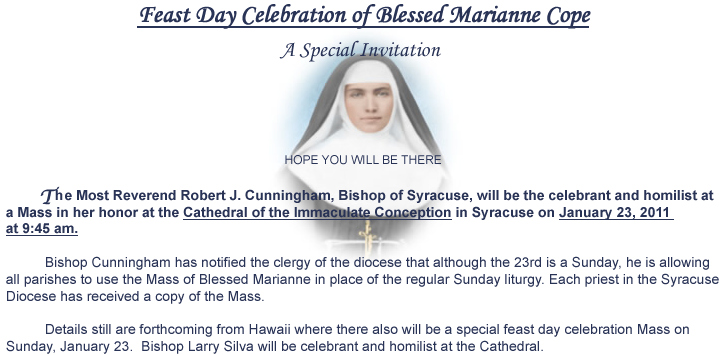 Feast Day Celebration of Blessed Marianne Cope
A Special Invitation
HOPE YOU WILL BE THERE
The Most Reverend Robert J. Cunningham, Bishop of Syracuse, will be the celebrant and homilist at
a Mass in her honor at the Cathedral of the Immaculate Conception in Syracuse on January 23, 2011
at 9:45 am.
Bishop Cunningham has notified the clergy of the diocese that although the 23rd is a Sunday, he is allowing
all parishes to use the Mass of Blessed Marianne in place of the regular Sunday liturgy. Each priest in the Syracuse
Diocese has received a copy of the Mass.
Details still are forthcoming from Hawaii where there also will be a special feast day celebration Mass on
Sunday, January 23.  Bishop Larry Silva will be celebrant and homilist at the Cathedral.